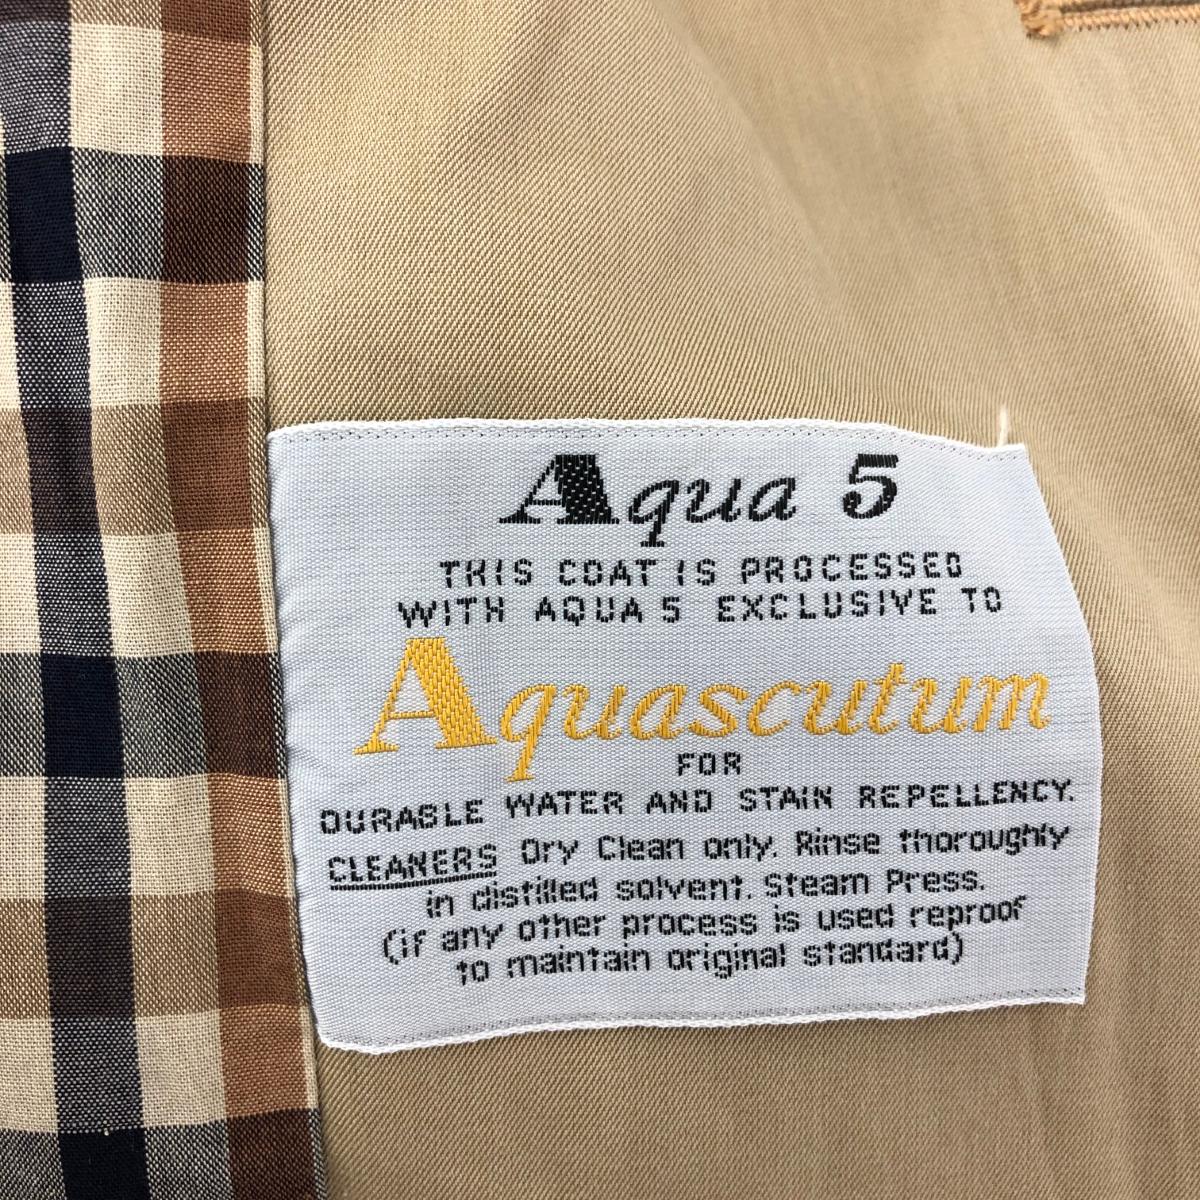 Aqua 5
THIS COAT IS PROCESSED
WITH AQUA 5 EXCLUSIVE TO
Aquascutum
FOR
DURABLE WATER AND STAIN REPELLENCY.
CLEANERS Dry Clean only. Rinse thoroughly
in distilled solvent. Steam Press.
(if any other process is used reproof
to maintain original standard)